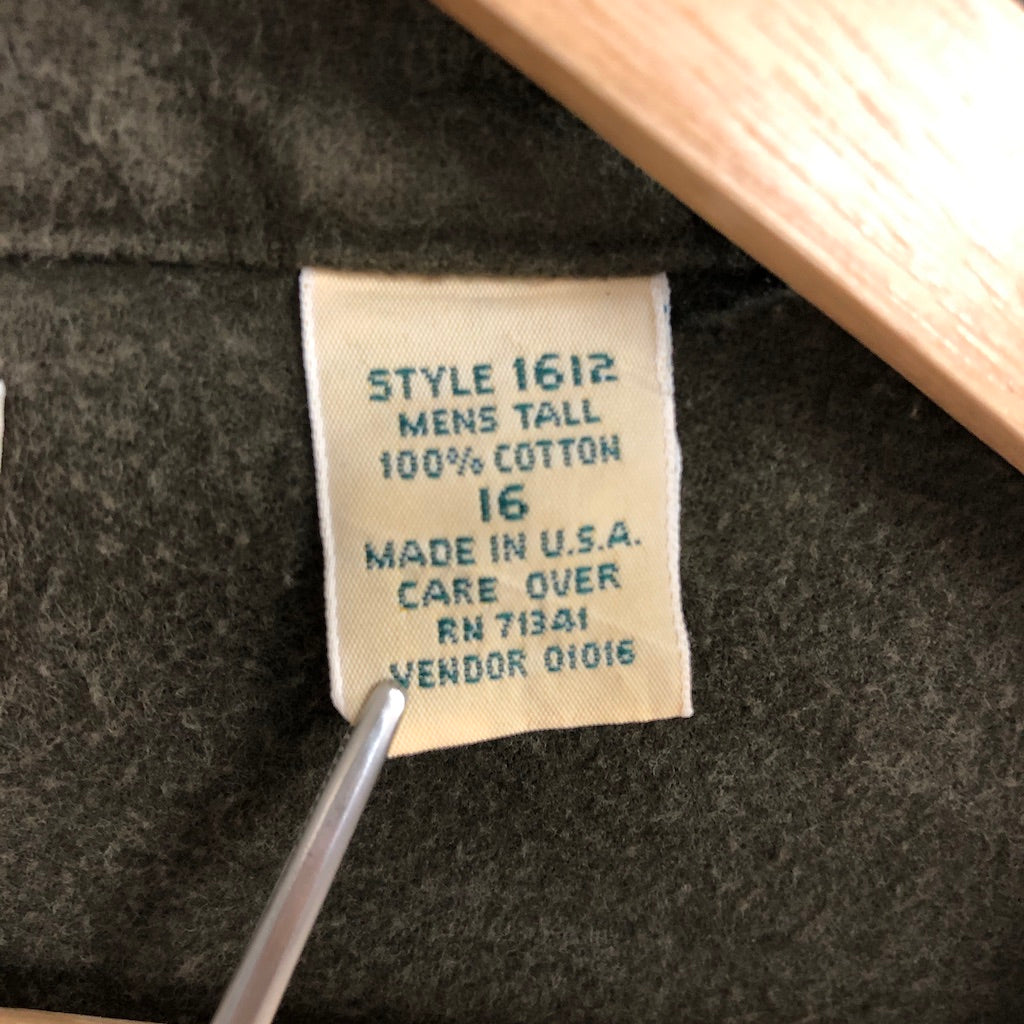 STYLE 1612
MENS TALL
100% COTTON
16
MADE IN U.S.A.
CARE OVER
RN 71341
VENDOR 01016